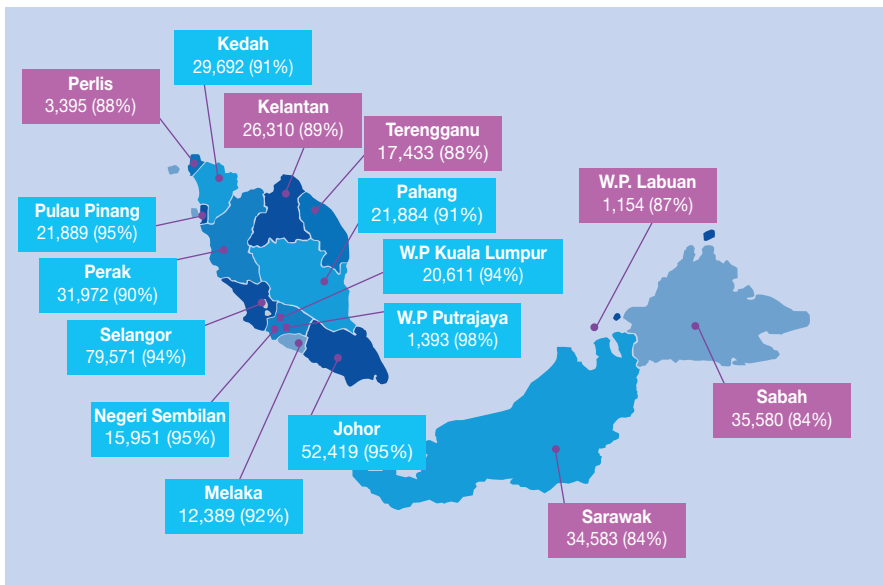 Kedah
29,692 (91%)
Perlis
3,395 (88%)
Kelantan
26,310 (89%)
Terengganu
17,433 (88%)
W.P. Labuan
1,154 (87%)
Pahang
21,884 (91%)
Pulau Pinang
21,889 (95%)
W.P Kuala Lumpur
20,611 (94%)
Perak
31,972 (90%)
W.P Putrajaya
1,393 (98%)
Selangor
79,571 (94%)
Sabah
35,580 (84%)
Negeri Sembilan
15,951 (95%)
Johor
52,419 (95%)
Melaka
12,389 (92%)
Sarawak
34,583 (84%)